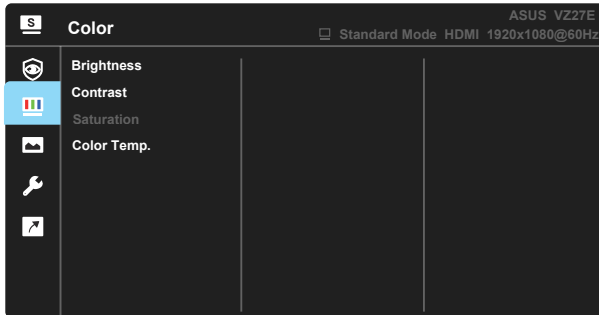 S
Color
ASUS VZ27E
Standard Mode HDMI 1920x1080@60Hz
Brightness
Contrast
Saturation
Color Temp.